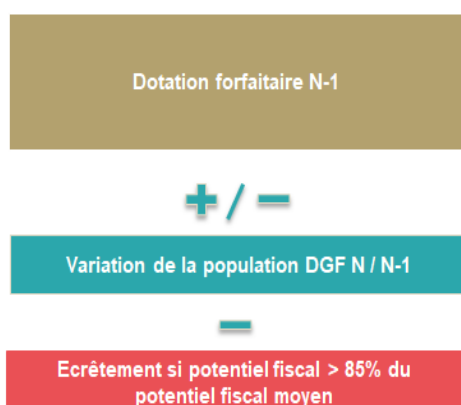 Dotation forfaitaire N-1
+ / −
Variation de la population DGF N / N-1
−
Ecrêtement si potentiel fiscal > 85% du
potentiel fiscal moyen